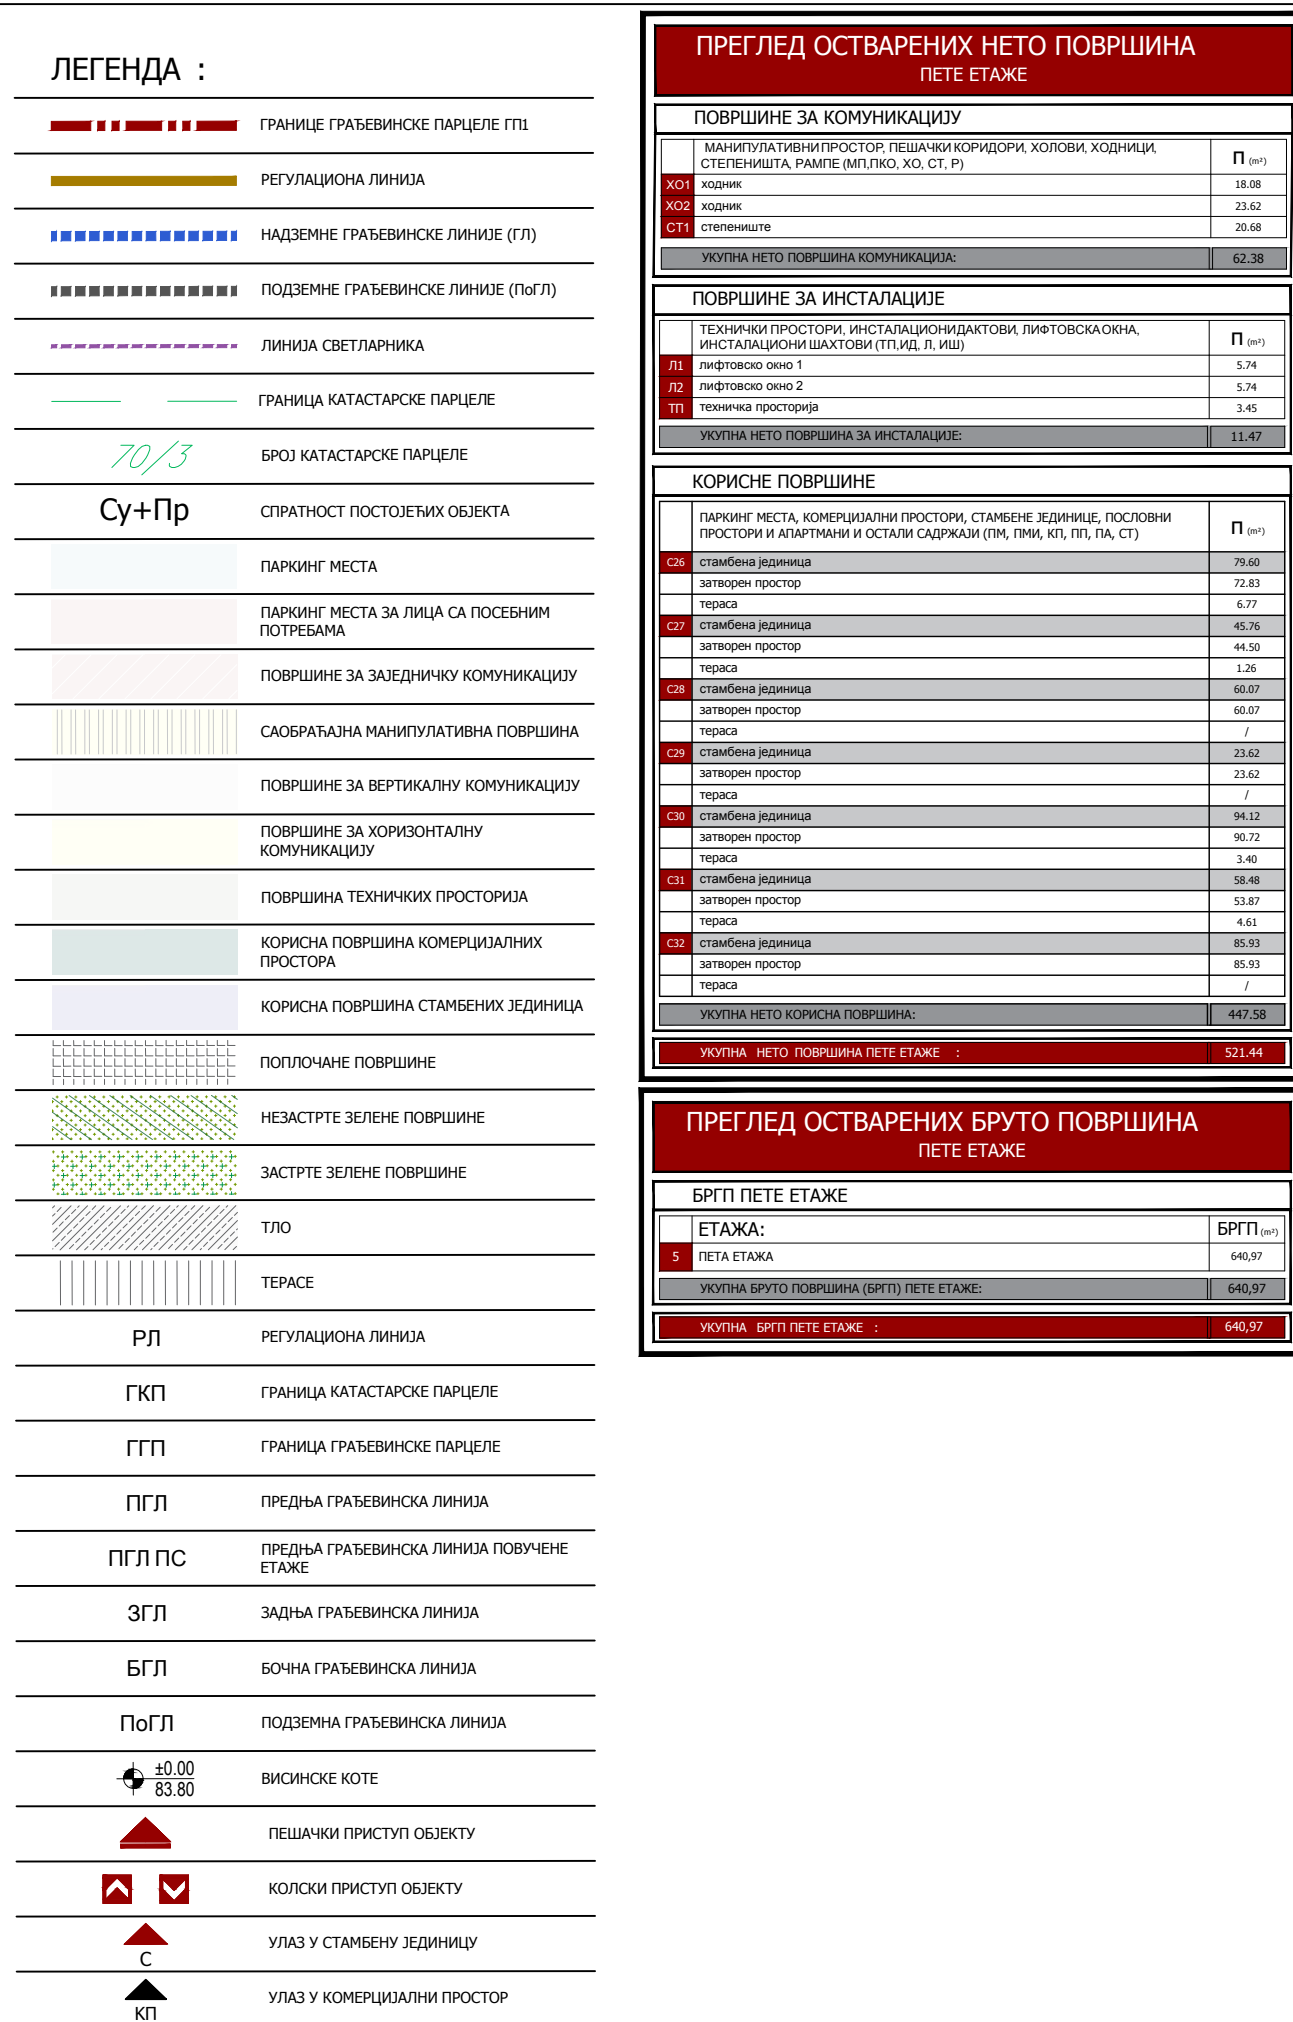 ЛЕГЕНДА :
ГРАНИЦЕ ГРАЂЕВИНСКЕ ПАРЦЕЛЕ ГП1
РЕГУЛАЦИОНА ЛИНИЈА
НАДЗЕМНЕ ГРАЂЕВИНСКЕ ЛИНИЈЕ (ГЛ)
ПОДЗЕМНЕ ГРАЂЕВИНСКЕ ЛИНИЈЕ (ПоГЛ)
ЛИНИЈА СВЕТЛАРНИКА
ГРАНИЦА КАТАСТАРСКЕ ПАРЦЕЛЕ
70/3 БРОЈ КАТАСТАРСКЕ ПАРЦЕЛЕ
Су+Пр СПРАТНОСТ ПОСТОЈЕЋИХ ОБЈЕКТА
ПАРКИНГ МЕСТА
ПАРКИНГ МЕСТА ЗА ЛИЦА СА ПОСЕБНИМ
ПОТРЕБАМА
ПОВРШИНЕ ЗА ЗАЈЕДНИЧКУ КОМУНИКАЦИЈУ
САОБРАЋАЈНА МАНИПУЛАТИВНА ПОВРШИНА
ПОВРШИНЕ ЗА ВЕРТИКАЛНУ КОМУНИКАЦИЈУ
ПОВРШИНЕ ЗА ХОРИЗОНТАЛНУ
КОМУНИКАЦИЈУ
ПОВРШИНА ТЕХНИЧКИХ ПРОСТОРИЈА
КОРИСНА ПОВРШИНА КОМЕРЦИЈАЛНИХ
ПРОСТОРА
КОРИСНА ПОВРШИНА СТАМБЕНИХ ЈЕДИНИЦА
ПОПЛОЧАНЕ ПОВРШИНЕ
НЕЗАСТРТЕ ЗЕЛЕНЕ ПОВРШИНЕ
ЗАСТРТЕ ЗЕЛЕНЕ ПОВРШИНЕ
ТЛО
ТЕРАСЕ
РЛ РЕГУЛАЦИОНА ЛИНИЈА
ГКП ГРАНИЦА КАТАСТАРСКЕ ПАРЦЕЛЕ
ГГП ГРАНИЦА ГРАЂЕВИНСКЕ ПАРЦЕЛЕ
ПГЛ ПРЕДЊА ГРАЂЕВИНСКА ЛИНИЈА
ПГЛ ПС ПРЕДЊА ГРАЂЕВИНСКА ЛИНИЈА ПОВУЧЕНЕ
ЕТАЖЕ
ЗГЛ ЗАДЊА ГРАЂЕВИНСКА ЛИНИЈА
БГЛ БОЧНА ГРАЂЕВИНСКА ЛИНИЈА
ПоГЛ ПОДЗЕМНА ГРАЂЕВИНСКА ЛИНИЈА
±0.00
83.80 ВИСИНСКЕ КОТЕ
ПЕШАЧКИ ПРИСТУП ОБЈЕКТУ
КОЛСКИ ПРИСТУП ОБЈЕКТУ
С УЛАЗ У СТАМБЕНУ ЈЕДИНИЦУ
КП УЛАЗ У КОМЕРЦИЈАЛНИ ПРОСТОР
ПРЕГЛЕД ОСТВАРЕНИХ НЕТО ПОВРШИНА
ПЕТЕ ЕТАЖЕ
ПОВРШИНЕ ЗА КОМУНИКАЦИЈУ
МАНИПУЛАТИВНИ ПРОСТОР, ПЕШАЧКИ КОРИДОРИ, ХОЛОВИ, ХОДНИЦИ,
СТЕПЕНИШТА, РАМПЕ (МП,ПКО, ХО, СТ, Р) П (m²)
ХО1 ходник 18.08
ХО2 ходник 23.62
СТ1 степениште 20.68
УКУПНА НЕТО ПОВРШИНА КОМУНИКАЦИЈА: 62.38
ПОВРШИНЕ ЗА ИНСТАЛАЦИЈЕ
ТЕХНИЧКИ ПРОСТОРИ, ИНСТАЛАЦИОНИ ДАКТОВИ, ЛИФТОВСКА ОКНА,
ИНСТАЛАЦИОНИ ШАХТОВИ (ТП,ИД, Л, ИШ) П (m²)
Л1 лифтовско окно 1 5.74
Л2 лифтовско окно 2 5.74
ТП техничка просторија 3.45
УКУПНА НЕТО ПОВРШИНА ЗА ИНСТАЛАЦИЈЕ: 11.47
КОРИСНЕ ПОВРШИНЕ
ПАРКИНГ МЕСТА, КОМЕРЦИЈАЛНИ ПРОСТОРИ, СТАМБЕНЕ ЈЕДИНИЦЕ, ПОСЛОВНИ
ПРОСТОРИ И АПАРТМАНИ И ОСТАЛИ САДРЖАЈИ (ПМ, ПМИ, КП, ПП, ПА, СТ) П (m²)
С26 стамбена јединица 79.60
затворен простор 72.83
тераса 6.77
С27 стамбена јединица 45.76
затворен простор 44.50
тераса 1.26
С28 стамбена јединица 60.07
затворен простор 60.07
тераса /
С29 стамбена јединица 23.62
затворен простор 23.62
тераса /
С30 стамбена јединица 94.12
затворен простор 90.72
тераса 3.40
С31 стамбена јединица 58.48
затворен простор 53.87
тераса 4.61
С32 стамбена јединица 85.93
затворен простор 85.93
тераса /
УКУПНА НЕТО КОРИСНА ПОВРШИНА: 447.58
УКУПНА НЕТО ПОВРШИНА ПЕТЕ ЕТАЖЕ : 521.44
ПРЕГЛЕД ОСТВАРЕНИХ БРУТО ПОВРШИНА
ПЕТЕ ЕТАЖЕ
БРГП ПЕТЕ ЕТАЖЕ
ЕТАЖА: БРГП (m²)
5 ПЕТА ЕТАЖА 640,97
УКУПНА БРУТО ПОВРШИНА (БРГП) ПЕТЕ ЕТАЖЕ: 640,97
УКУПНА БРГП ПЕТЕ ЕТАЖЕ : 640,97